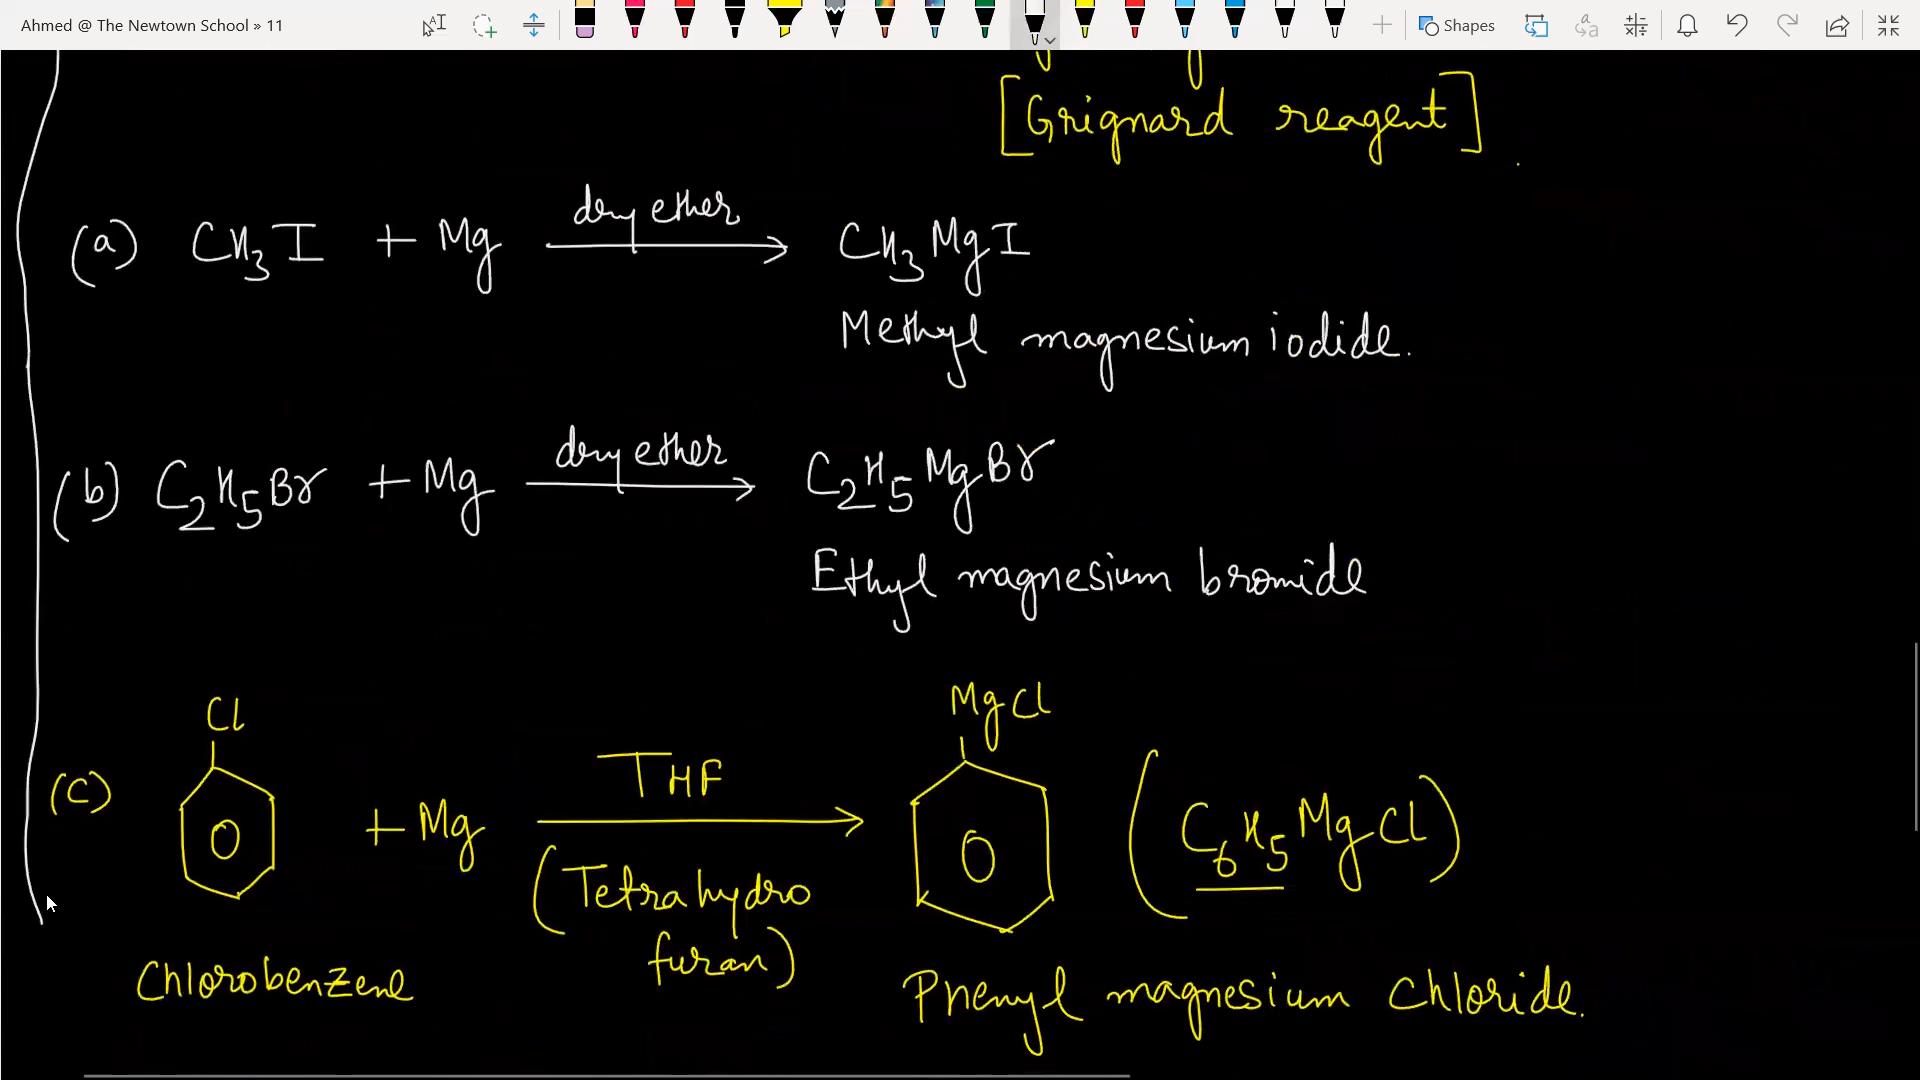 Ahmed @ The Newtown School » 11
Shapes
[Grignard reagent].
(a) CH3I + Mg dry ether CH3MgI
Methyl magnesium iodide.
(b) C2H5Br + Mg dry ether C2H5MgBr
Ethyl magnesium bromide
Cl
MgCl
(c) + Mg THF (C6H5MgCl)
(Tetrahydro
furan)
Chlorobenzene
Phenyl magnesium chloride.